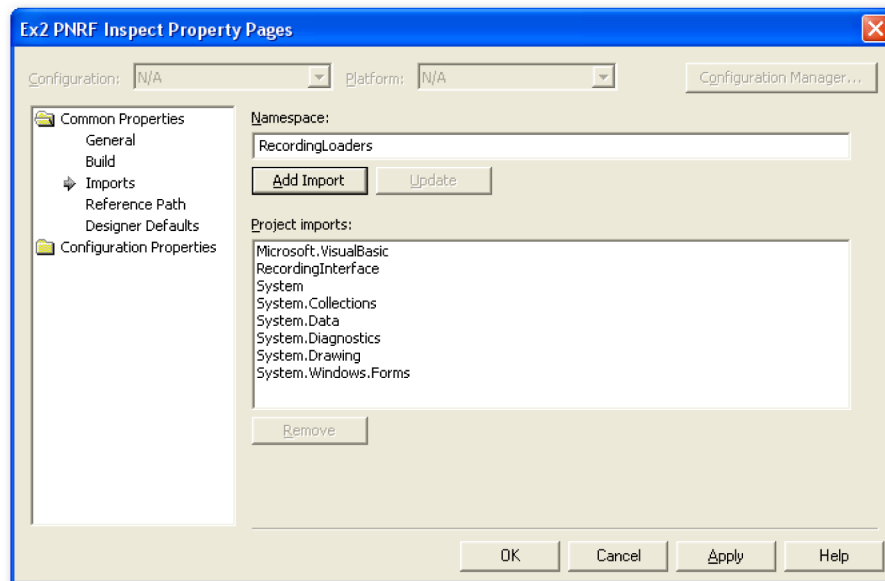 Ex2 PNRF Inspect Property Pages
Configuration: N/A Platform: N/A Configuration Manager...
Common Properties
General
Build
Imports
Reference Path
Designer Defaults
Configuration Properties
Namespace:
RecordingLoaders
Add Import Update
Project imports:
Microsoft.VisualBasic
RecordingInterface
System
System.Collections
System.Data
System.Diagnostics
System.Drawing
System.Windows.Forms
Remove
OK Cancel Apply Help